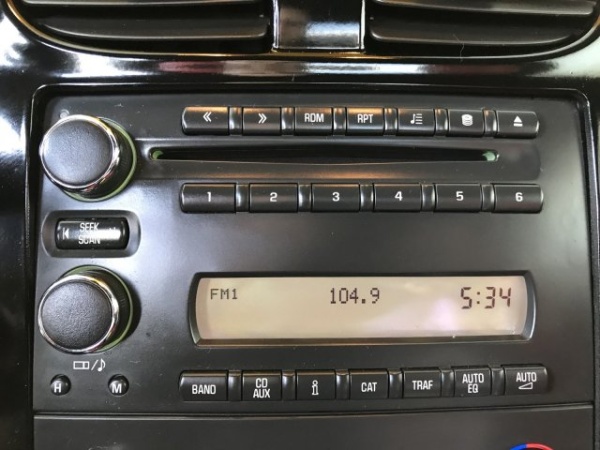 « » RDM RPT
1 2 3 4 5 6
SEEK
SCAN
FM1 104.9 5:34
H M
BAND CD AUX i CAT TRAF AUTO EQ AUTO